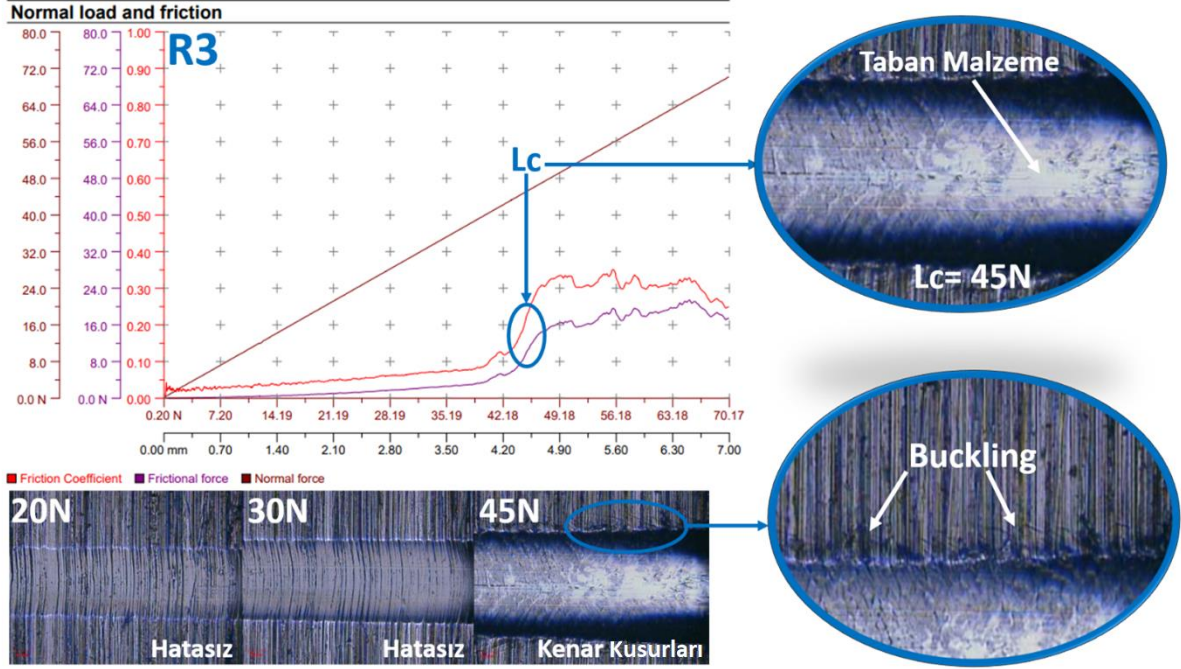 Normal load and friction
80.0 80.0 1.00
72.0 72.0 0.90
64.0 64.0 0.80
56.0 56.0 0.70
48.0 48.0 0.60
40.0 40.0 0.50
32.0 32.0 0.40
24.0 24.0 0.30
16.0 16.0 0.20
8.0 8.0 0.10
0.0 N 0.0 N 0.00
R3
Lc
0.20 N 7.20 14.19 21.19 28.19 35.19 42.18 49.18 56.18 63.18 70.17
0.00 mm 0.70 1.40 2.10 2.80 3.50 4.20 4.90 5.60 6.30 7.00
Friction Coefficient Frictional force Normal force
Taban Malzeme
Lc= 45N
Buckling
20N 30N 45N
Hatasız Hatasız Kenar Kusurları